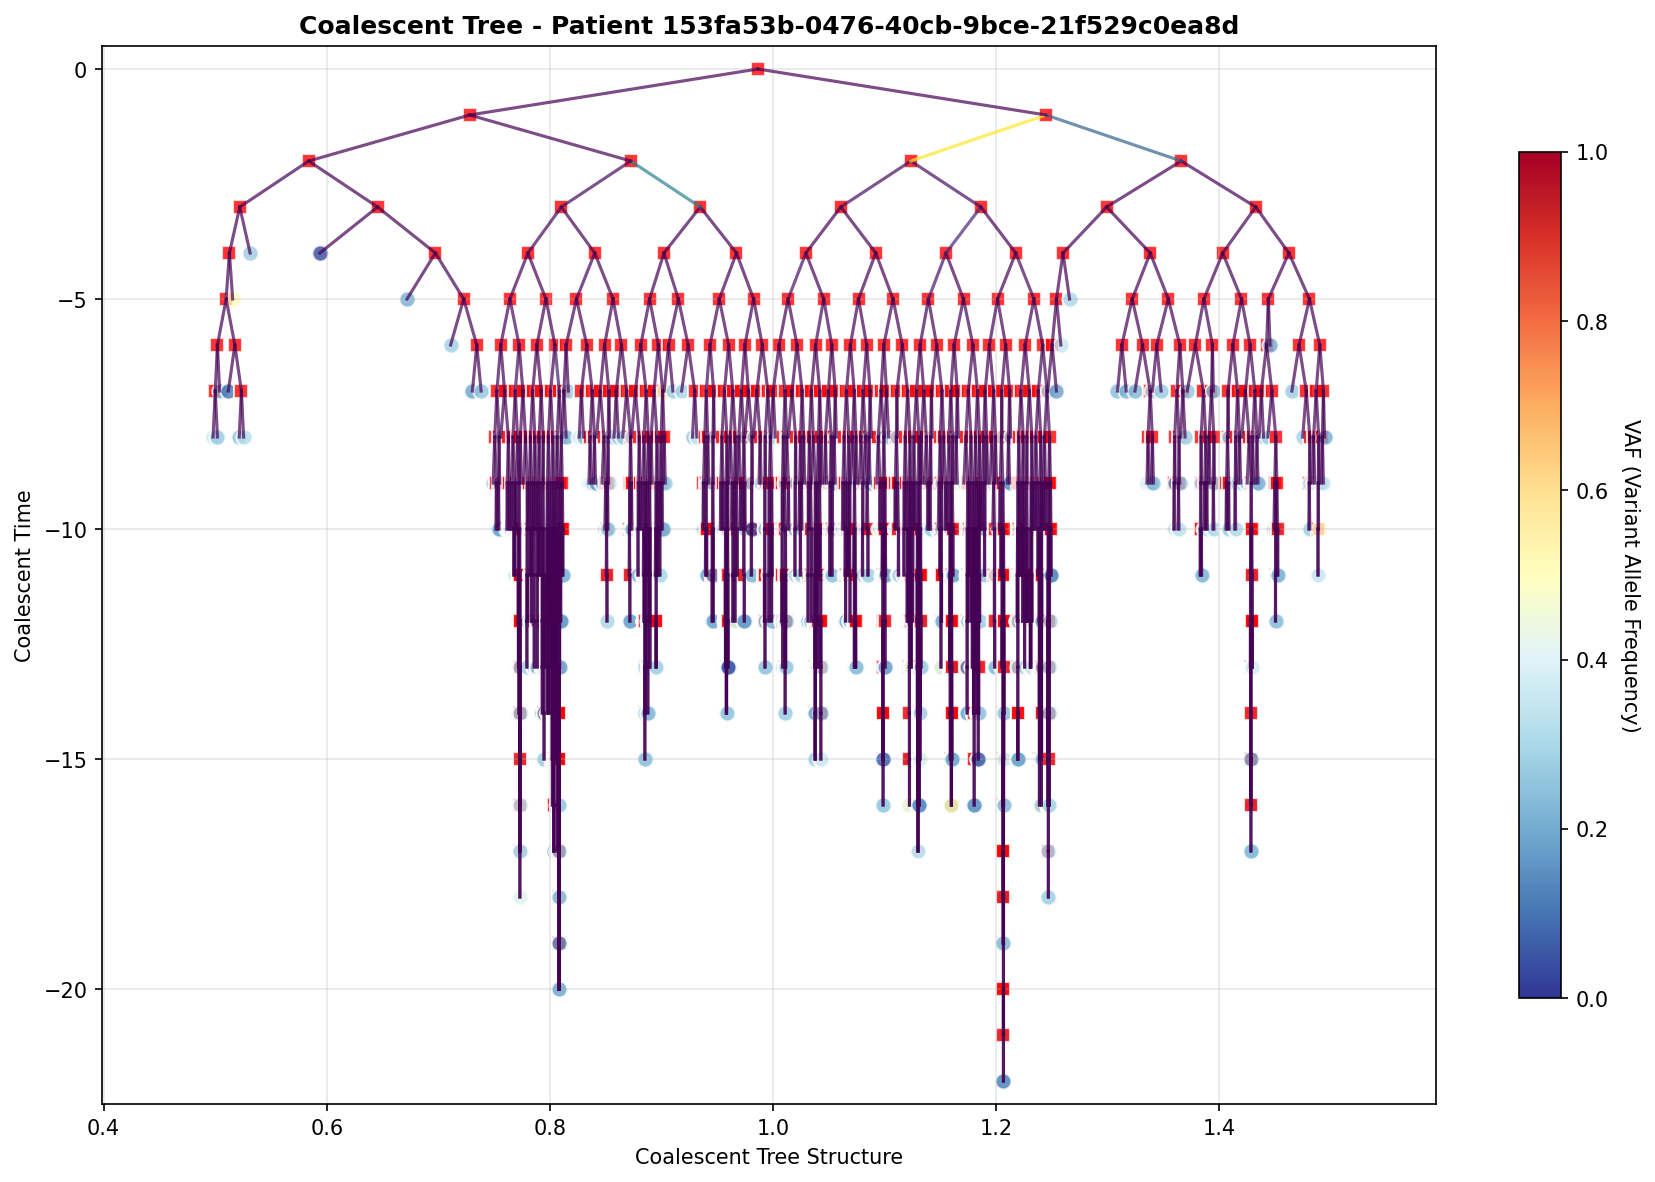 Coalescent Tree - Patient 153fa53b-0476-40cb-9bce-21f529c0ea8d
0
−5
−10
−15
−20
Coalescent Time
0.4 0.6 0.8 1.0 1.2 1.4
Coalescent Tree Structure
1.0
0.8
0.6
0.4
0.2
0.0
VAF (Variant Allele Frequency)